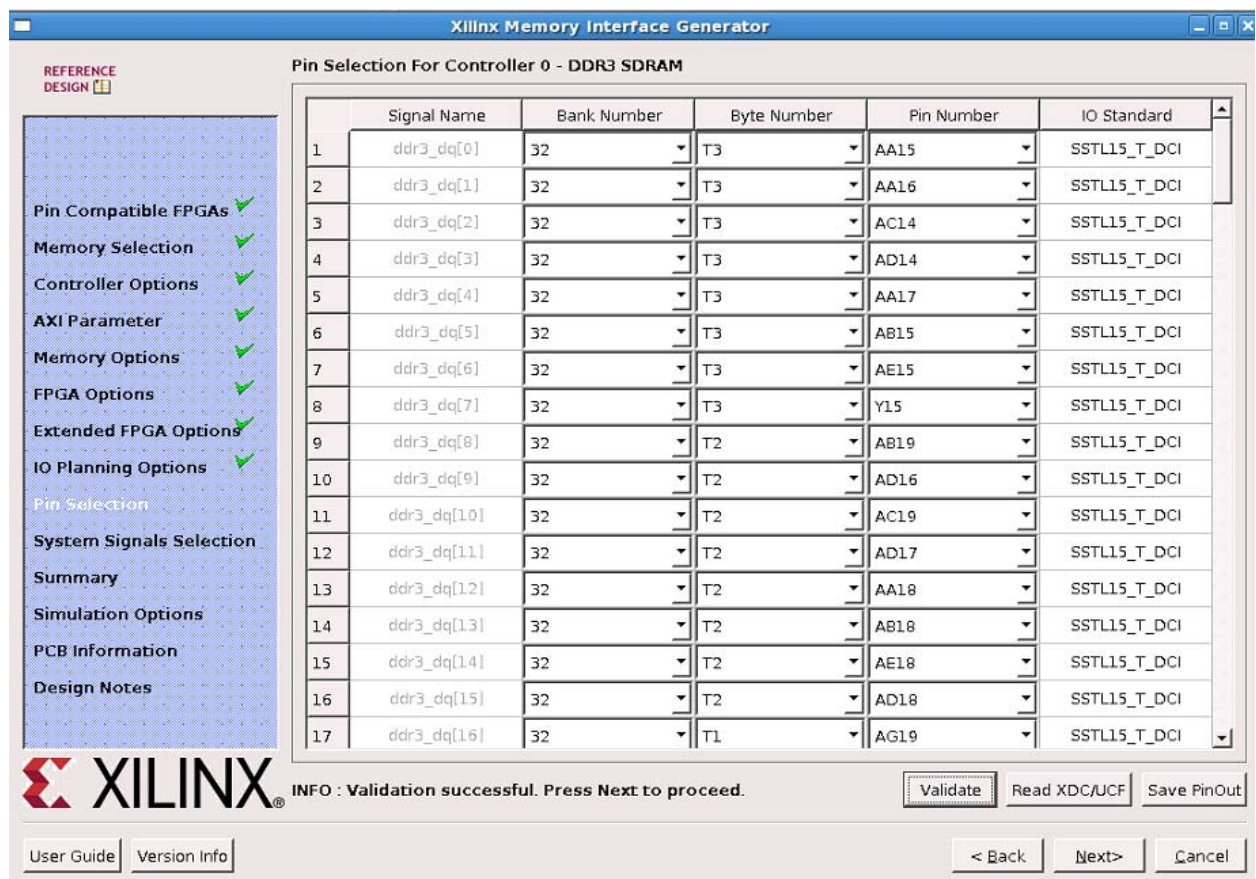 Xilinx Memory Interface Generator
REFERENCE
DESIGN
Pin Compatible FPGAs
Memory Selection
Controller Options
AXI Parameter
Memory Options
FPGA Options
Extended FPGA Options
IO Planning Options
Pin Selection
System Signals Selection
Summary
Simulation Options
PCB Information
Design Notes
XILINX®
Pin Selection For Controller 0 - DDR3 SDRAM
Signal Name Bank Number Byte Number Pin Number IO Standard
1 ddr3_dq[0] 32 T3 AA15 SSTL15_T_DCI
2 ddr3_dq[1] 32 T3 AA16 SSTL15_T_DCI
3 ddr3_dq[2] 32 T3 AC14 SSTL15_T_DCI
4 ddr3_dq[3] 32 T3 AD14 SSTL15_T_DCI
5 ddr3_dq[4] 32 T3 AA17 SSTL15_T_DCI
6 ddr3_dq[5] 32 T3 AB15 SSTL15_T_DCI
7 ddr3_dq[6] 32 T3 AE15 SSTL15_T_DCI
8 ddr3_dq[7] 32 T3 Y15 SSTL15_T_DCI
9 ddr3_dq[8] 32 T2 AB19 SSTL15_T_DCI
10 ddr3_dq[9] 32 T2 AD16 SSTL15_T_DCI
11 ddr3_dq[10] 32 T2 AC19 SSTL15_T_DCI
12 ddr3_dq[11] 32 T2 AD17 SSTL15_T_DCI
13 ddr3_dq[12] 32 T2 AA18 SSTL15_T_DCI
14 ddr3_dq[13] 32 T2 AB18 SSTL15_T_DCI
15 ddr3_dq[14] 32 T2 AE18 SSTL15_T_DCI
16 ddr3_dq[15] 32 T2 AD18 SSTL15_T_DCI
17 ddr3_dq[16] 32 T1 AG19 SSTL15_T_DCI
INFO : Validation successful. Press Next to proceed.
Validate Read XDC/UCF Save PinOut
User Guide Version Info < Back Next> Cancel